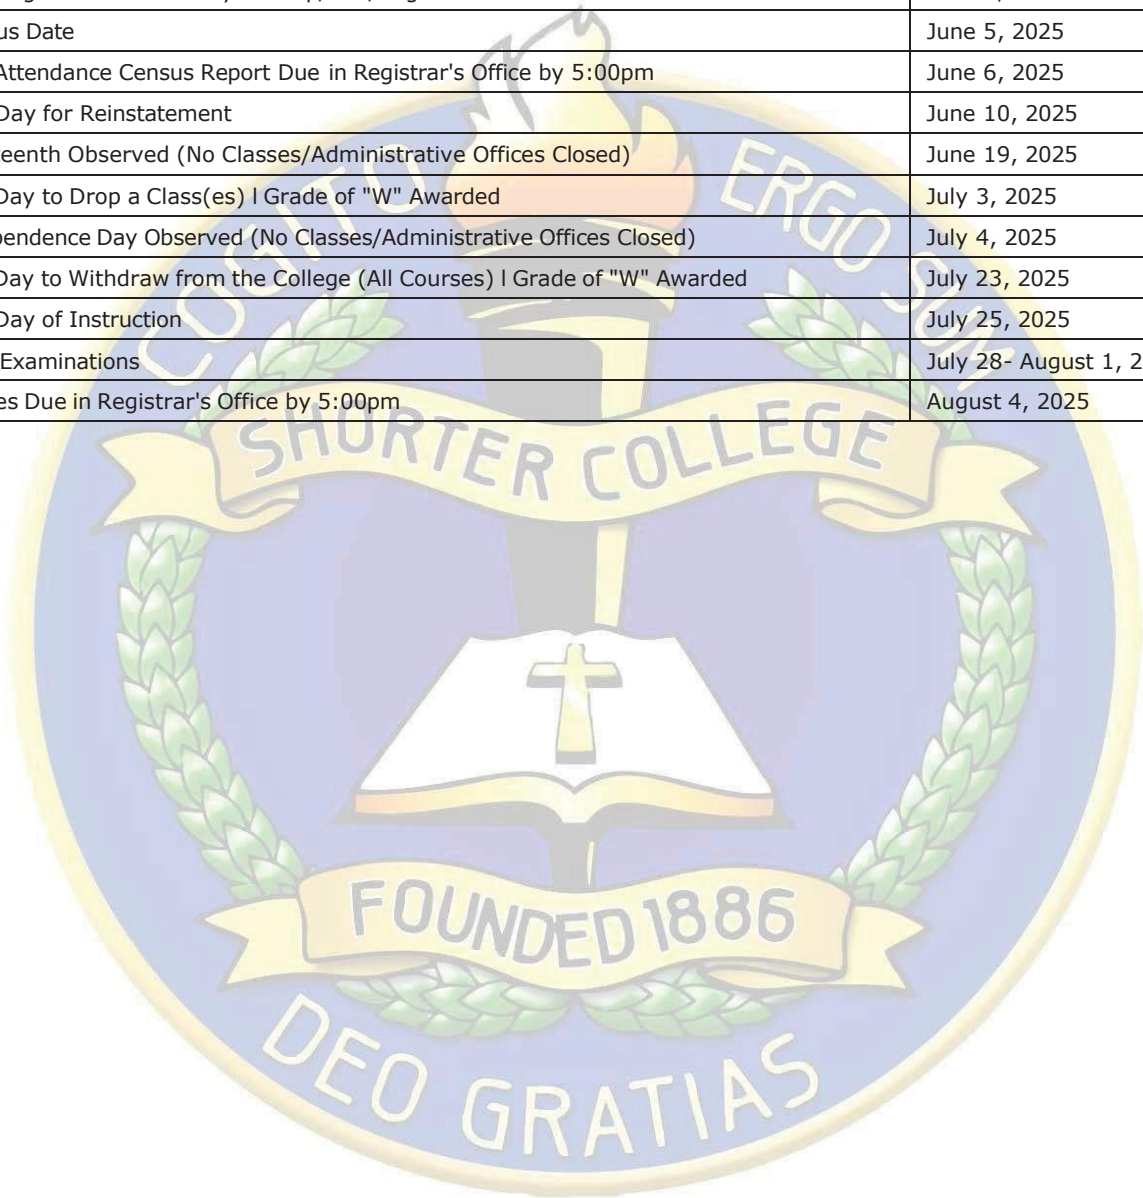 us Date June 5, 2025
Attendance Census Report Due in Registrar's Office by 5:00pm June 6, 2025
Day for Reinstatement June 10, 2025
teenth Observed (No Classes/Administrative Offices Closed) June 19, 2025
Day to Drop a Class(es) l Grade of "W" Awarded July 3, 2025
pendence Day Observed (No Classes/Administrative Offices Closed) July 4, 2025
Day to Withdraw from the College (All Courses) l Grade of "W" Awarded July 23, 2025
Day of Instruction July 25, 2025
Examinations July 28- August 1, 2
es Due in Registrar's Office by 5:00pm August 4, 2025
COGITO ERGO SUM
SHORTER COLLEGE
FOUNDED 1886
DEO GRATIAS